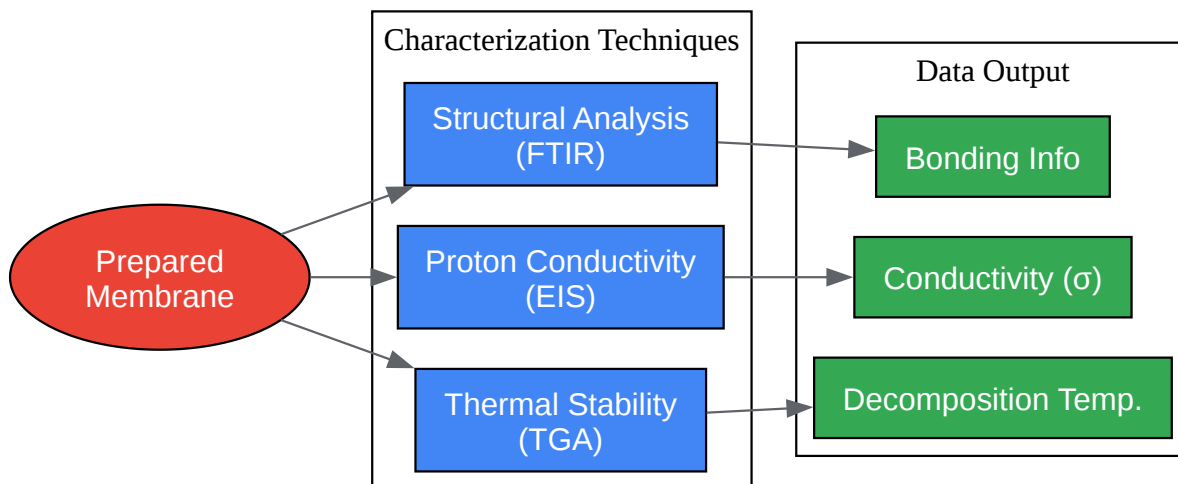 Characterization Techniques
Data Output
Structural Analysis
(FTIR)
Bonding Info
Prepared
Membrane
Proton Conductivity
(EIS)
Conductivity (σ)
Thermal Stability
(TGA)
Decomposition Temp.